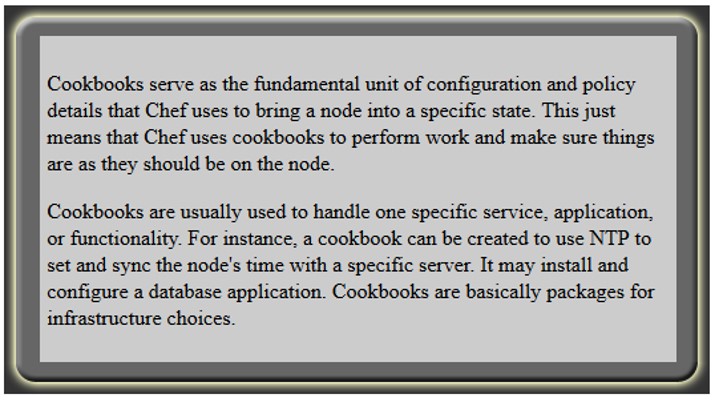 Cookbooks serve as the fundamental unit of configuration and policy
details that Chef uses to bring a node into a specific state. This just
means that Chef uses cookbooks to perform work and make sure things
are as they should be on the node.
Cookbooks are usually used to handle one specific service, application,
or functionality. For instance, a cookbook can be created to use NTP to
set and sync the node's time with a specific server. It may install and
configure a database application. Cookbooks are basically packages for
infrastructure choices.